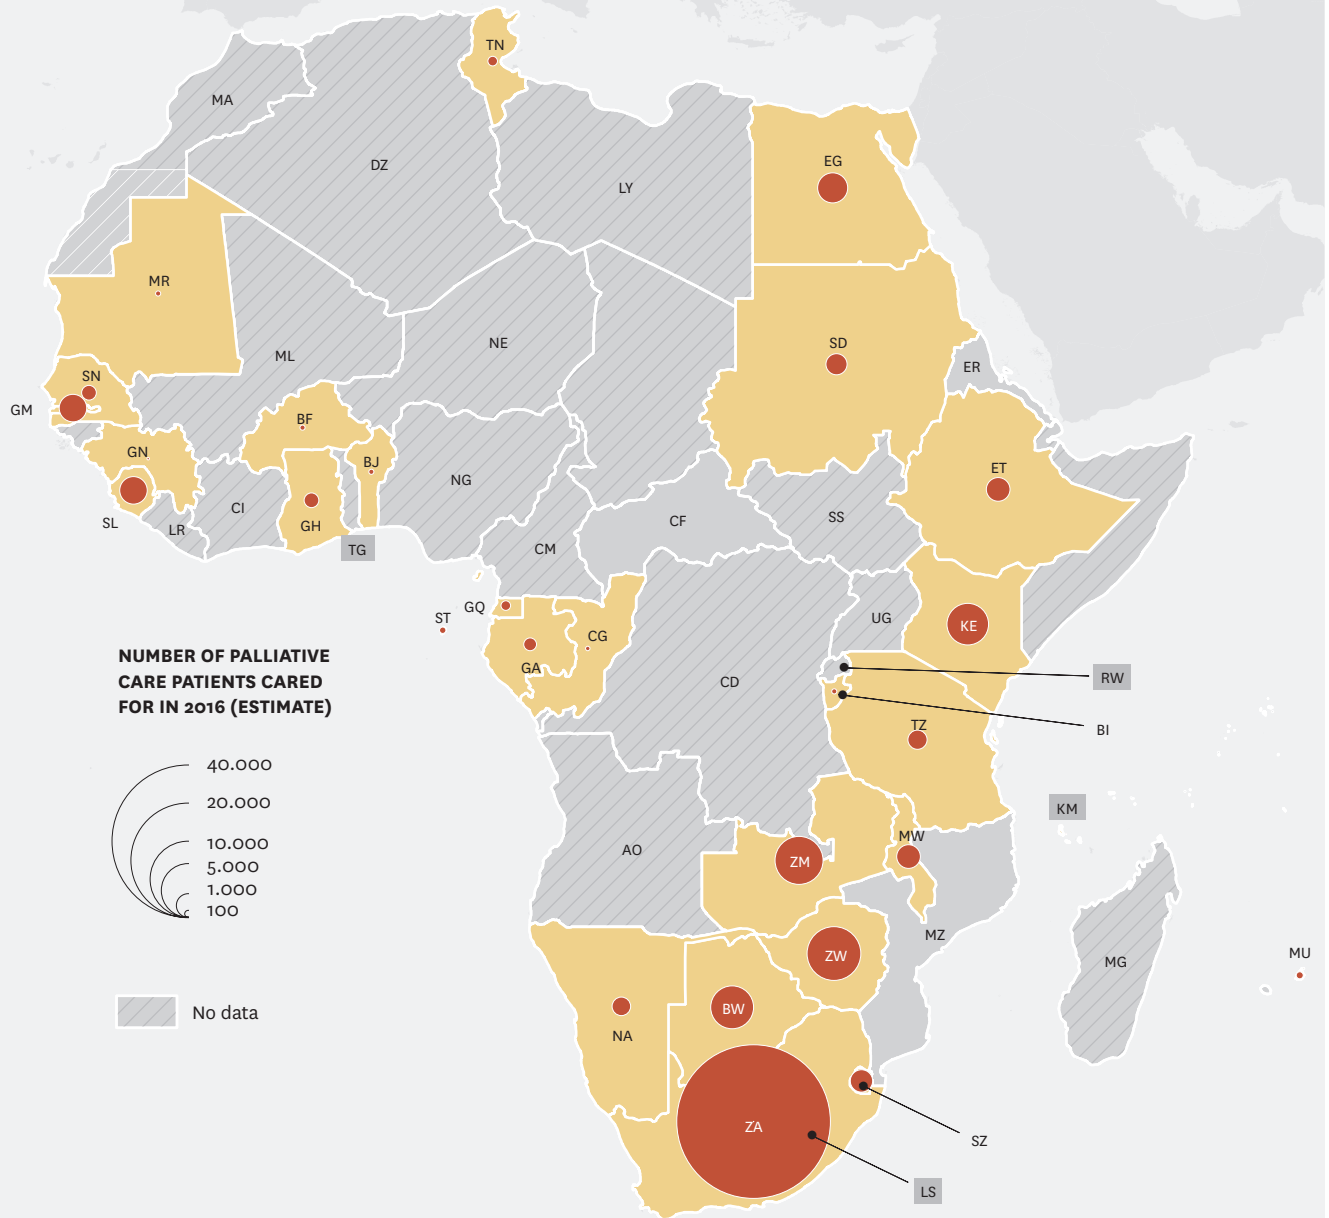 TN
MA
DZ
LY
EG
MR
SD
NE
ML
ER
SN
GM
BF
GN
BJ
ET
NG
CI
SL
LR
GH
TG
CF
SS
CM
GQ
ST
UG
KE
CG
GA
NUMBER OF PALLIATIVE
CARE PATIENTS CARED
FOR IN 2016 (ESTIMATE)
CD
RW
BI
TZ
40.000
20.000
10.000
5.000
1.000
100
KM
MW
AO
ZM
MZ
ZW
MG
MU
No data
BW
NA
ZA
SZ
LS